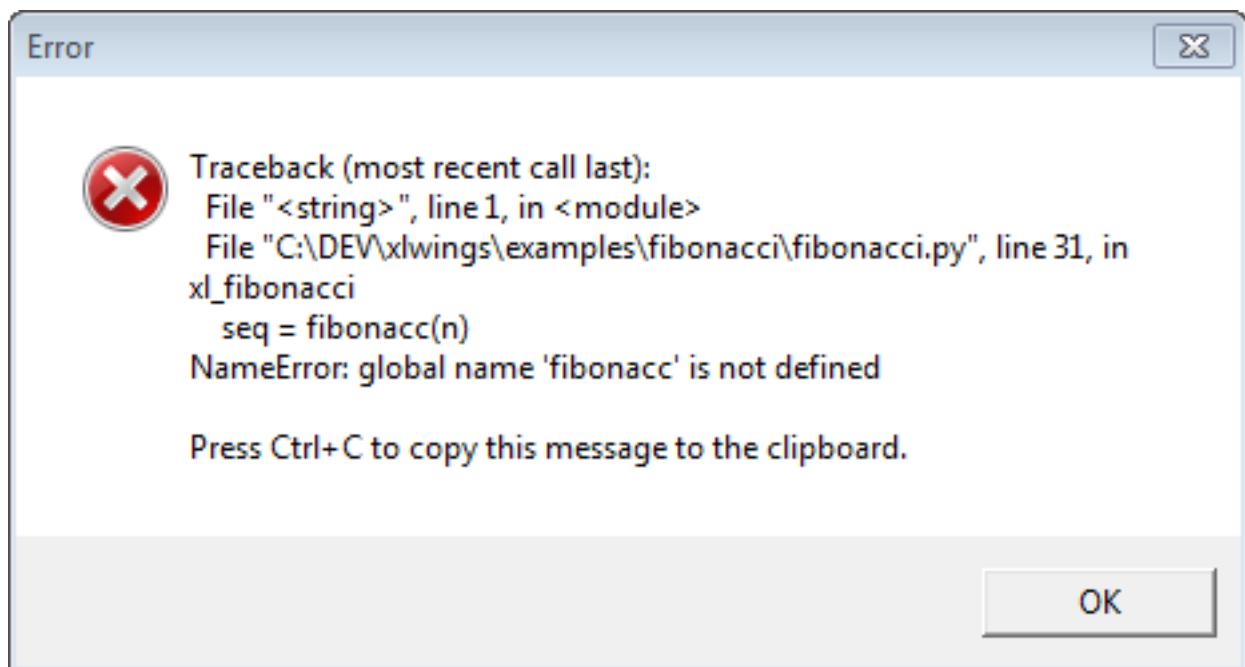 Error
Traceback (most recent call last):
File "<string>", line 1, in <module>
File "C:\DEV\xlwings\examples\fibonacci\fibonacci.py", line 31, in
xl_fibonacci
seq = fibonacc(n)
NameError: global name 'fibonacc' is not defined
Press Ctrl+C to copy this message to the clipboard.
OK